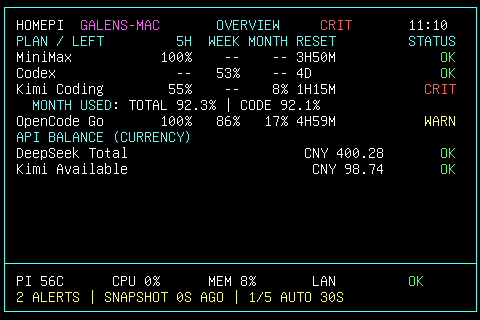 HOMEPI GALENS-MAC OVERVIEW CRIT 11:10
PLAN / LEFT 5H WEEK MONTH RESET STATUS
MiniMax 100% -- -- 3H50M OK
Codex -- 53% -- 4D OK
Kimi Coding 55% -- 8% 1H15M CRIT
MONTH USED: TOTAL 92.3% | CODE 92.1%
OpenCode Go 100% 86% 17% 4H59M WARN
API BALANCE (CURRENCY)
DeepSeek Total CNY 400.28 OK
Kimi Available CNY 98.74 OK
PI 56C CPU 0% MEM 8% LAN OK
2 ALERTS | SNAPSHOT 0S AGO | 1/5 AUTO 30S